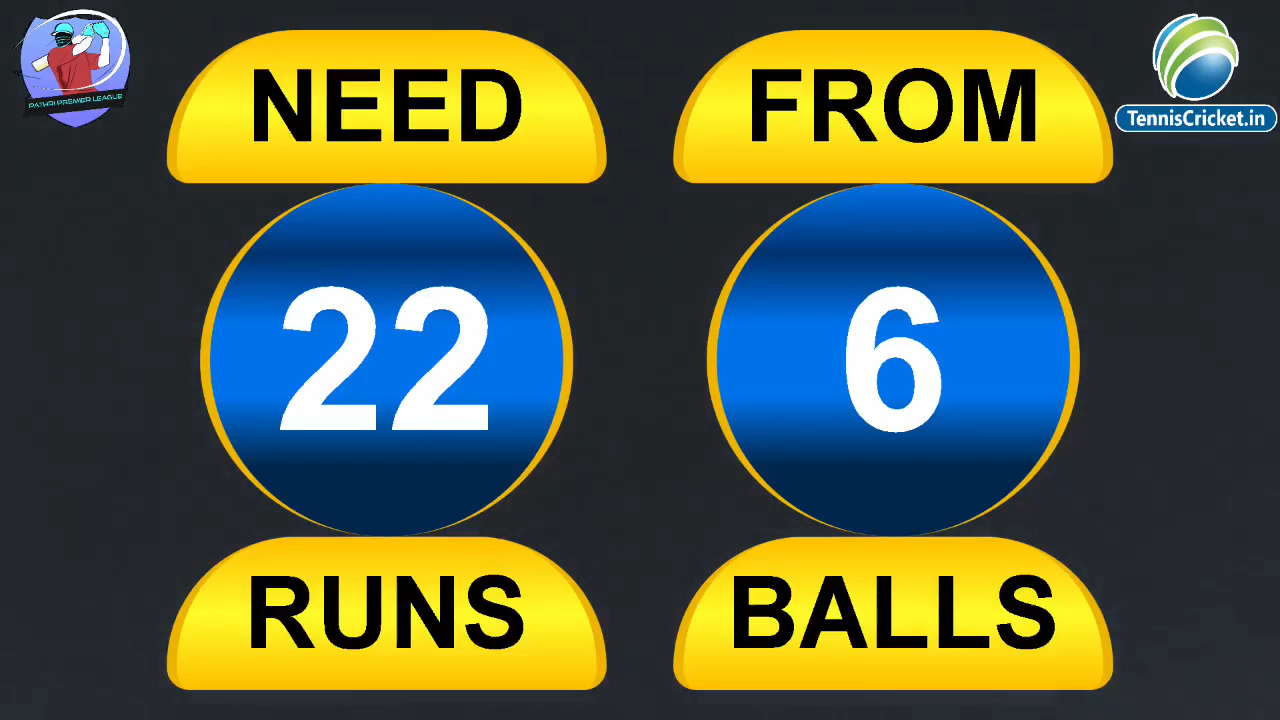 PATHRI PREMIER LEAGUE
TennisCricket.in
NEED
22
RUNS
FROM
6
BALLS